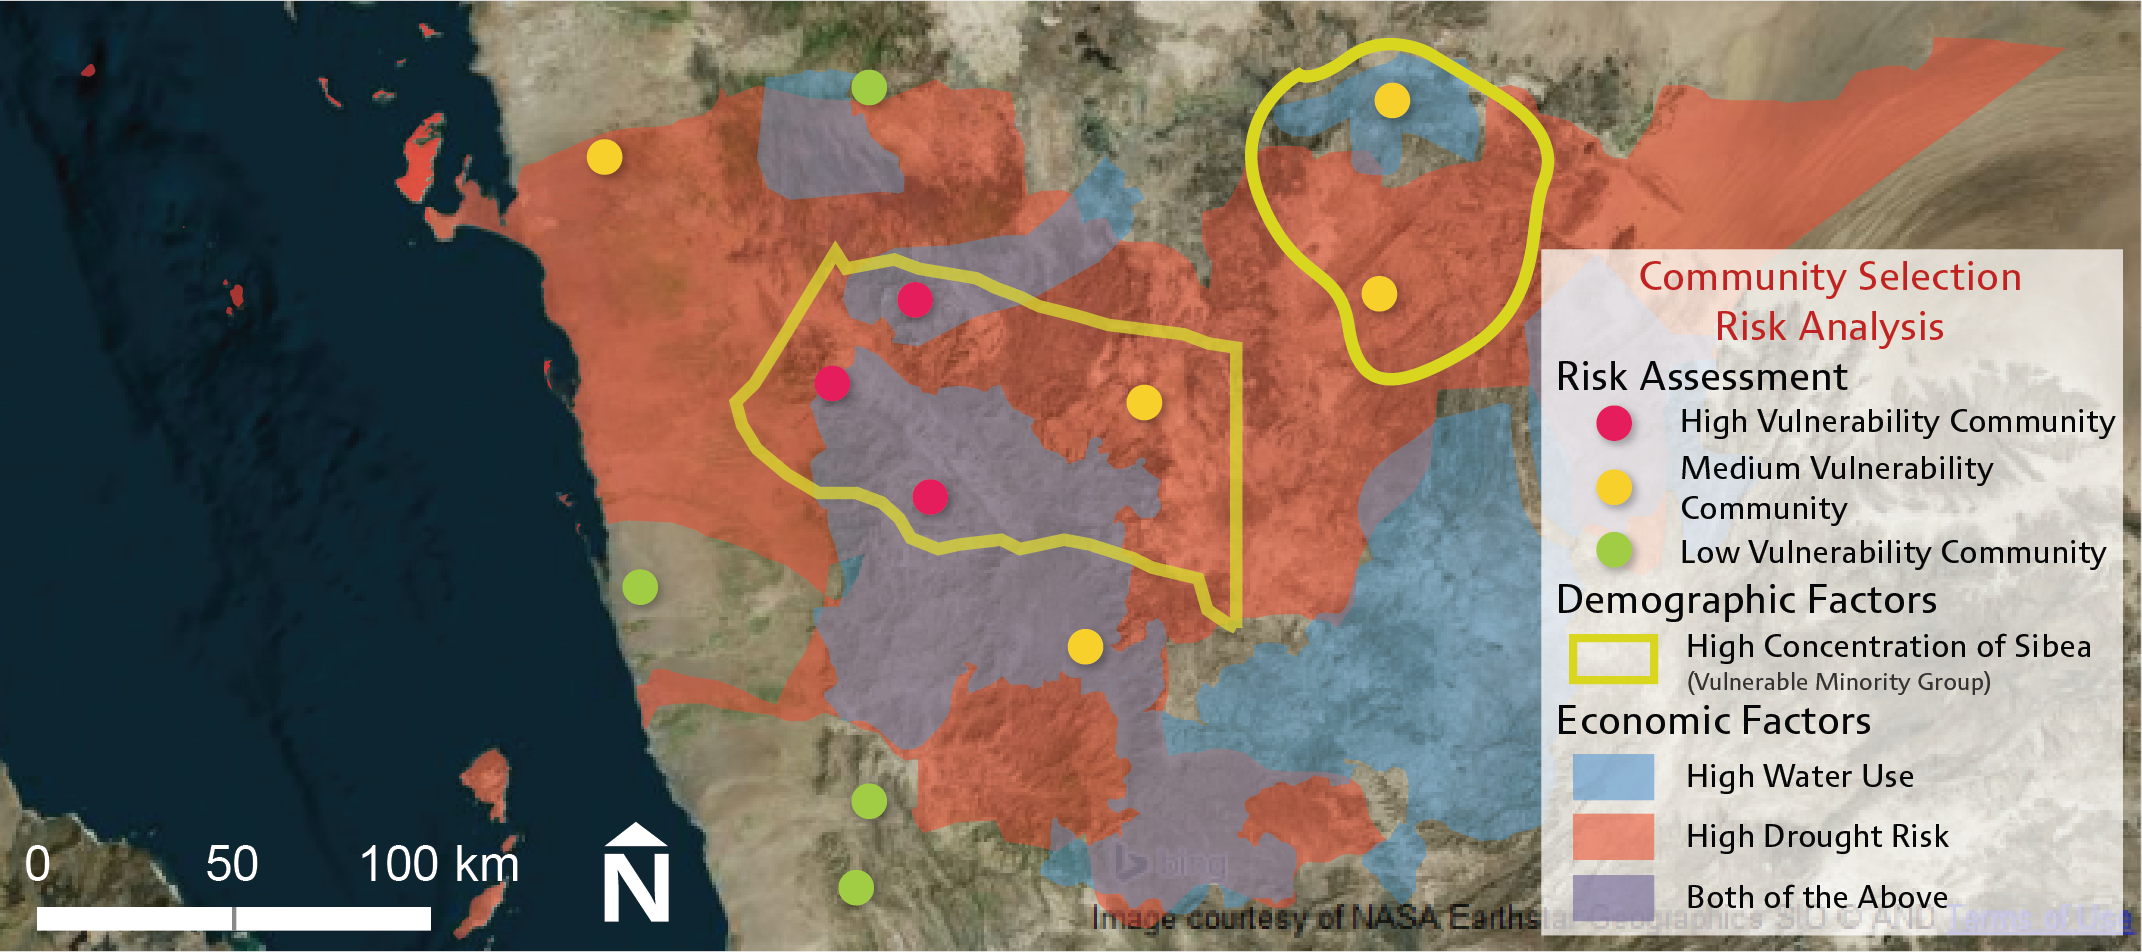 Community Selection
Risk Analysis
Risk Assessment
High Vulnerability Community
Medium Vulnerability
Community
Low Vulnerability Community
Demographic Factors
High Concentration of Sibea
(Vulnerable Minority Group)
Economic Factors
High Water Use
High Drought Risk
Both of the Above
0 50 100 km
N
bing
Image courtesy of NASA Earthstar Geographics SIO © AND Terms of Use